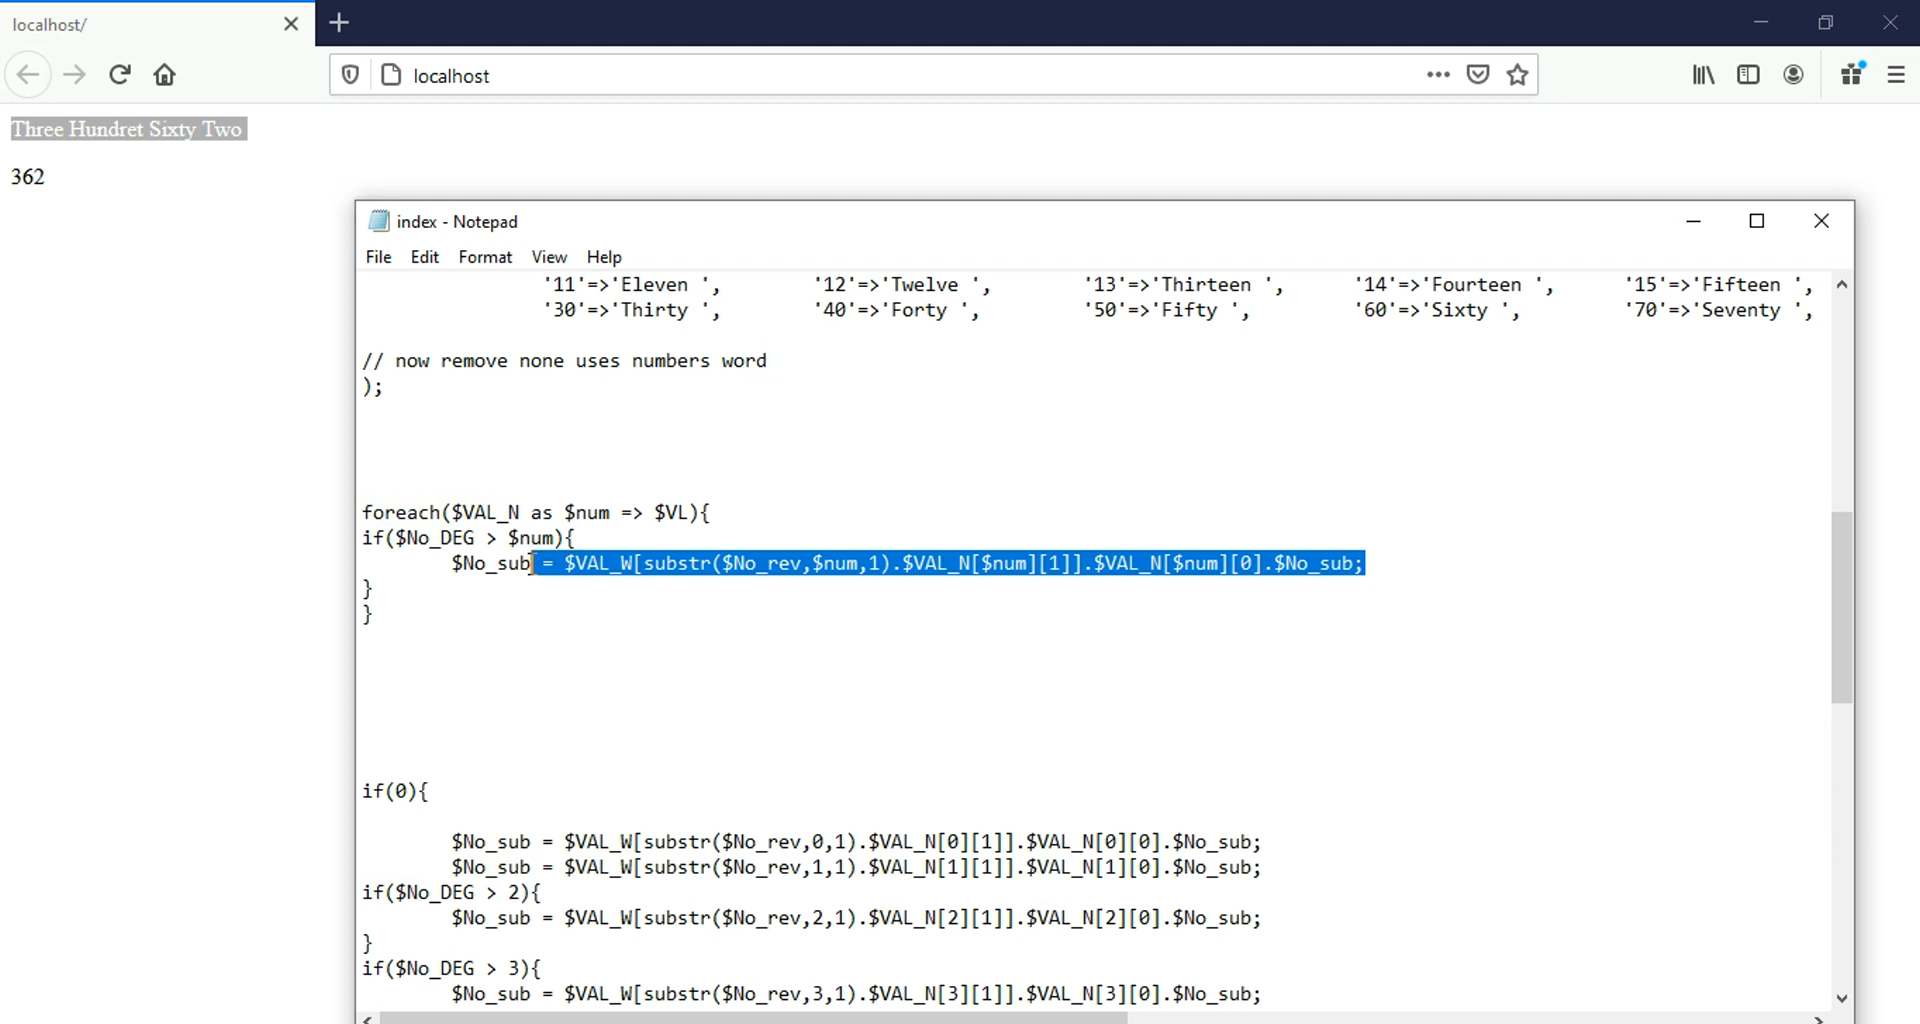 localhost/
localhost
Three Hundret Sixty Two
362
index - Notepad
File Edit Format View Help
'11'=>'Eleven ', '12'=>'Twelve ', '13'=>'Thirteen ', '14'=>'Fourteen ', '15'=>'Fifteen ',
'30'=>'Thirty ', '40'=>'Forty ', '50'=>'Fifty ', '60'=>'Sixty ', '70'=>'Seventy ',
// now remove none uses numbers word
);
foreach($VAL_N as $num => $VL){
if($No_DEG > $num){
$No_sub = $VAL_W[substr($No_rev,$num,1).$VAL_N[$num][1]].$VAL_N[$num][0].$No_sub;
}
}
if(0){
$No_sub = $VAL_W[substr($No_rev,0,1).$VAL_N[0][1]].$VAL_N[0][0].$No_sub;
$No_sub = $VAL_W[substr($No_rev,1,1).$VAL_N[1][1]].$VAL_N[1][0].$No_sub;
if($No_DEG > 2){
$No_sub = $VAL_W[substr($No_rev,2,1).$VAL_N[2][1]].$VAL_N[2][0].$No_sub;
}
if($No_DEG > 3){
$No_sub = $VAL_W[substr($No_rev,3,1).$VAL_N[3][1]].$VAL_N[3][0].$No_sub;